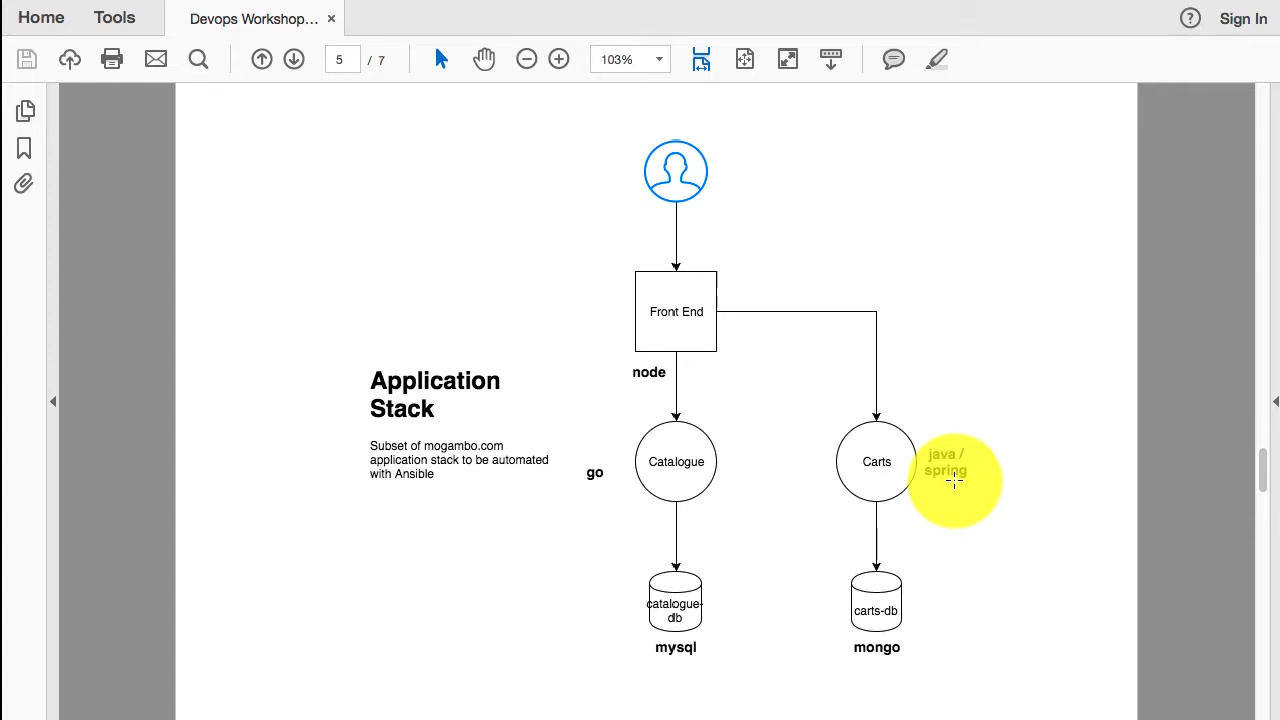 Home
Tools
Devops Workshop... ×
? Sign In
5 / 7
103%
Front End
node
Application
Stack
Subset of mogambo.com
application stack to be automated
with Ansible
go
Catalogue
Carts
java /
spring
catalogue-
db
carts-db
mysql
mongo